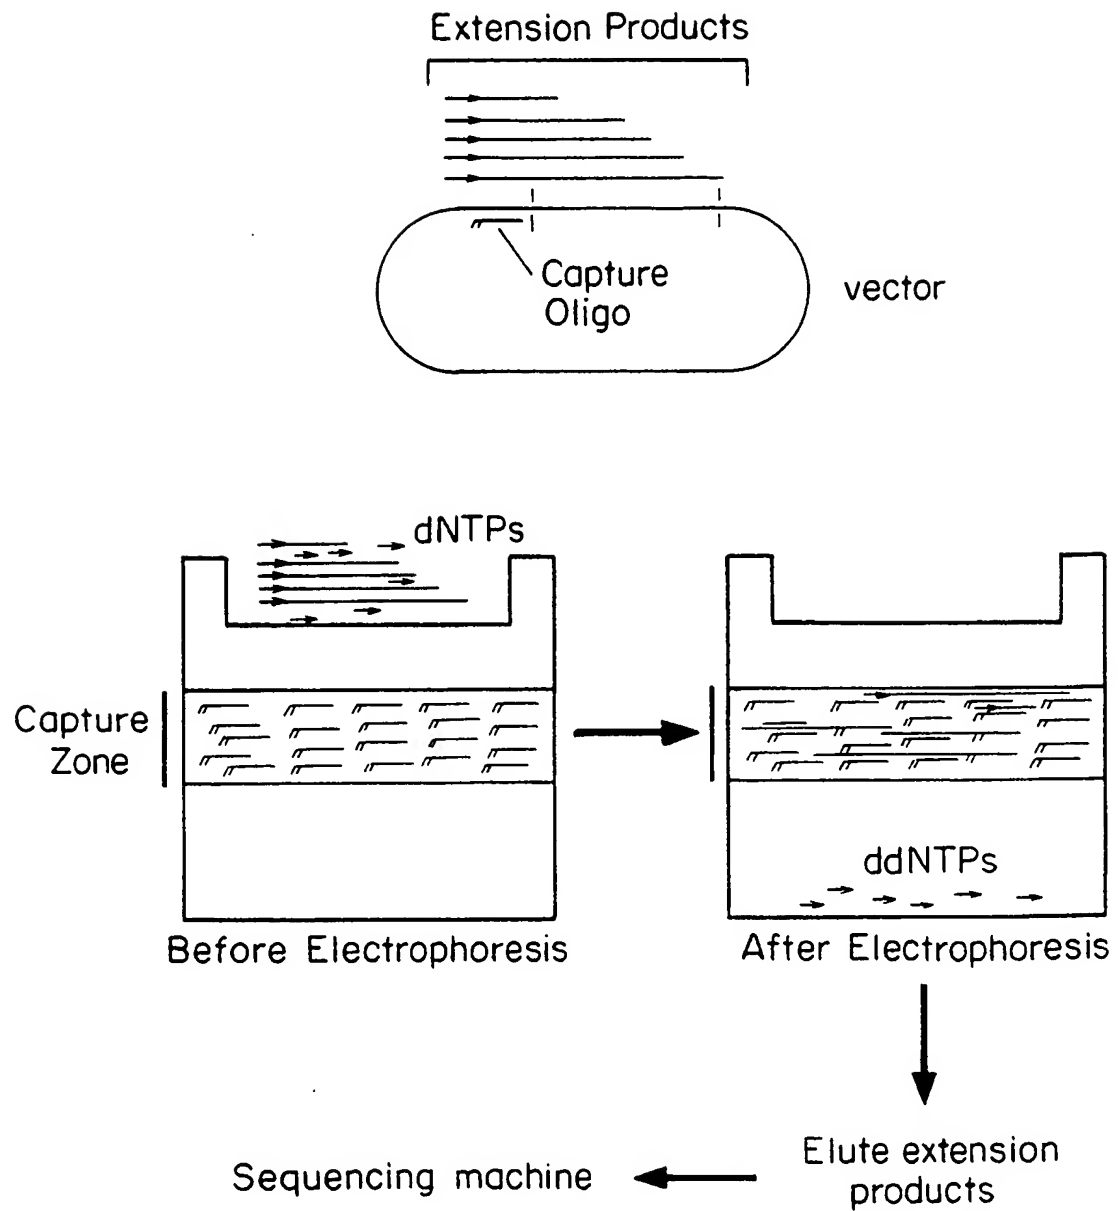 Extension Products
Capture
Oligo
vector
dNTPs
Capture
Zone
ddNTPs
Before Electrophoresis
After Electrophoresis
Elute extension
products
Sequencing machine